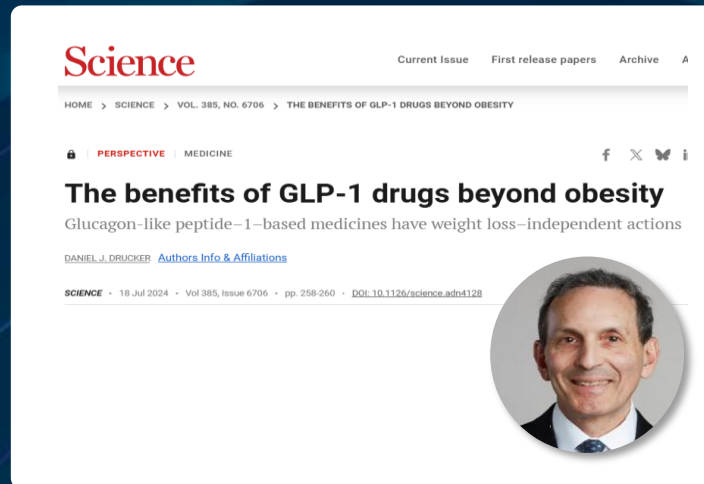 Science
Current Issue First release papers Archive A
HOME > SCIENCE > VOL. 385, NO. 6706 > THE BENEFITS OF GLP-1 DRUGS BEYOND OBESITY
PERSPECTIVE | MEDICINE
The benefits of GLP-1 drugs beyond obesity
Glucagon-like peptide–1–based medicines have weight loss–independent actions
DANIEL J. DRUCKER Authors Info & Affiliations
SCIENCE • 18 Jul 2024 • Vol 385, Issue 6706 • pp. 258-260 • DOI: 10.1126/science.adn4128